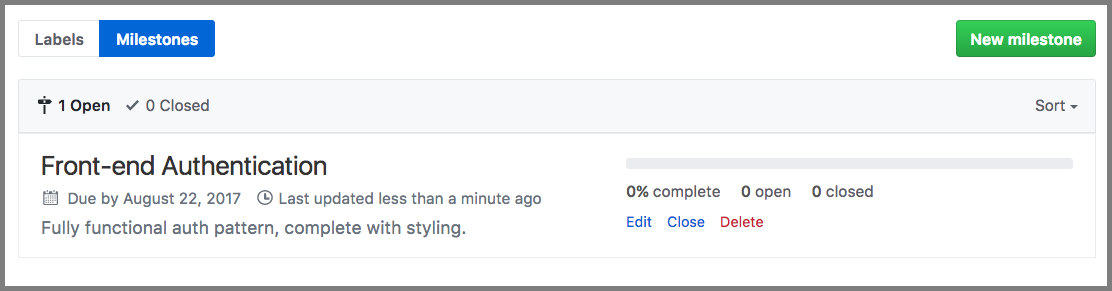 Labels Milestones New milestone
1 Open 0 Closed Sort
Front-end Authentication
Due by August 22, 2017 Last updated less than a minute ago
Fully functional auth pattern, complete with styling.
0% complete 0 open 0 closed
Edit Close Delete